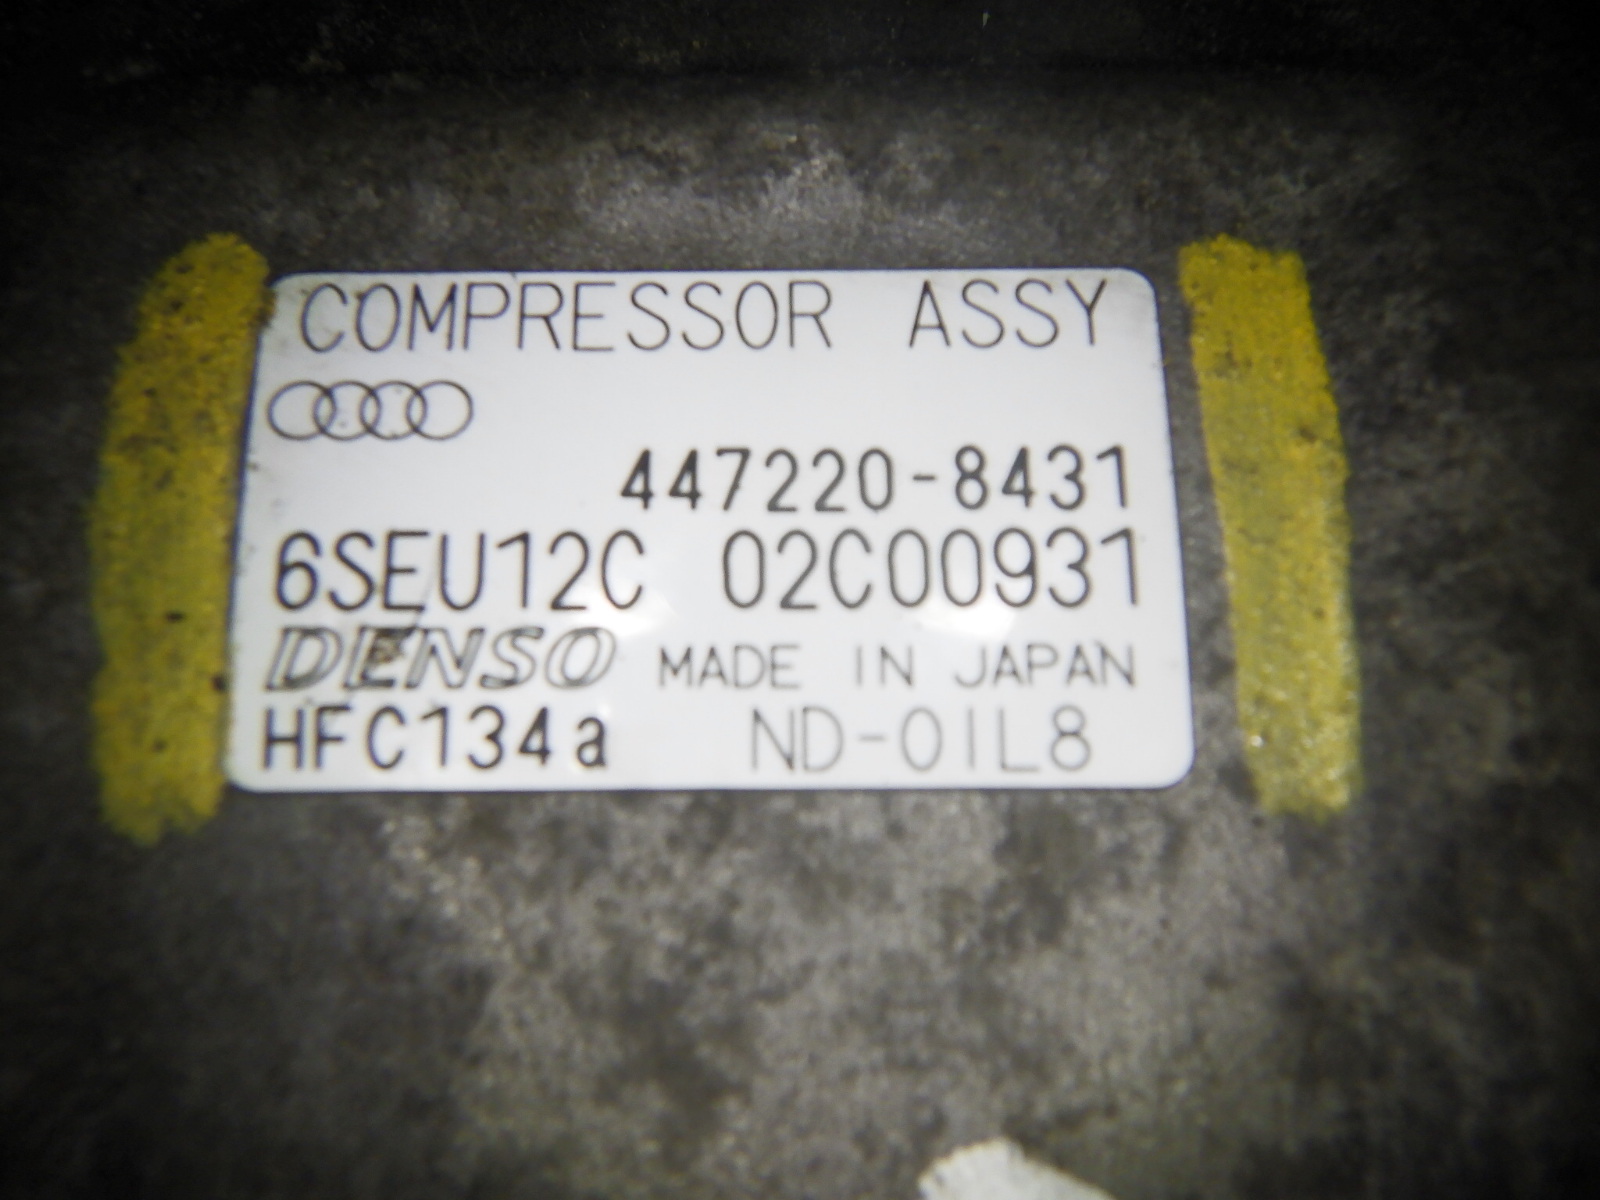 COMPRESSOR ASSY
447220-8431
6SEU12C 02C00931
DENSO MADE IN JAPAN
HFC134a ND-OIL8